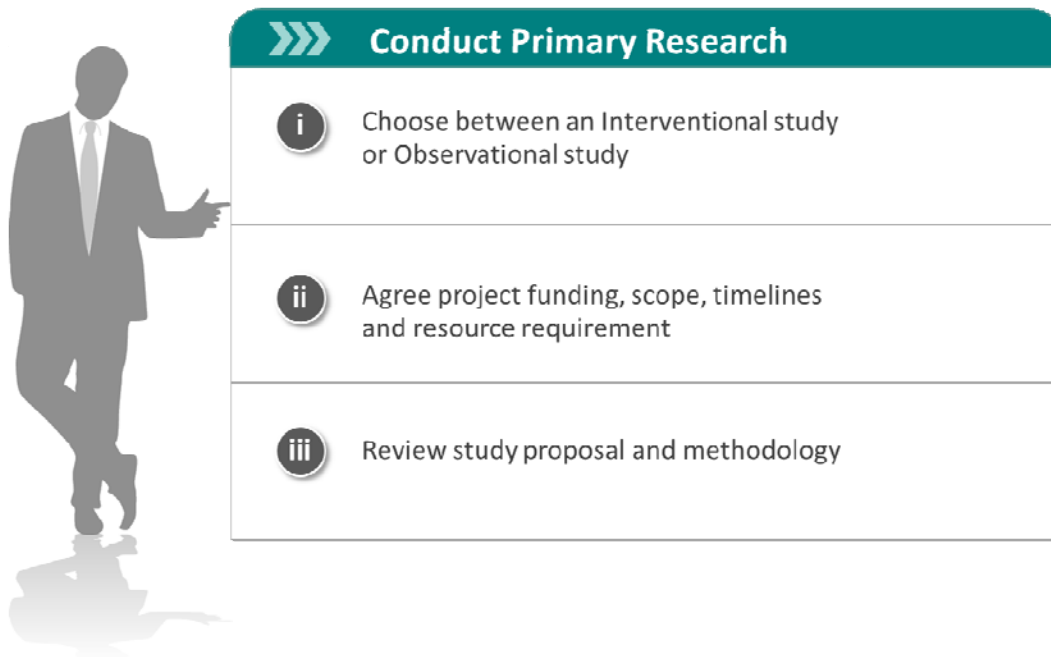 Conduct Primary Research
i
Choose between an Interventional study
or Observational study
ii
Agree project funding, scope, timelines
and resource requirement
iii
Review study proposal and methodology